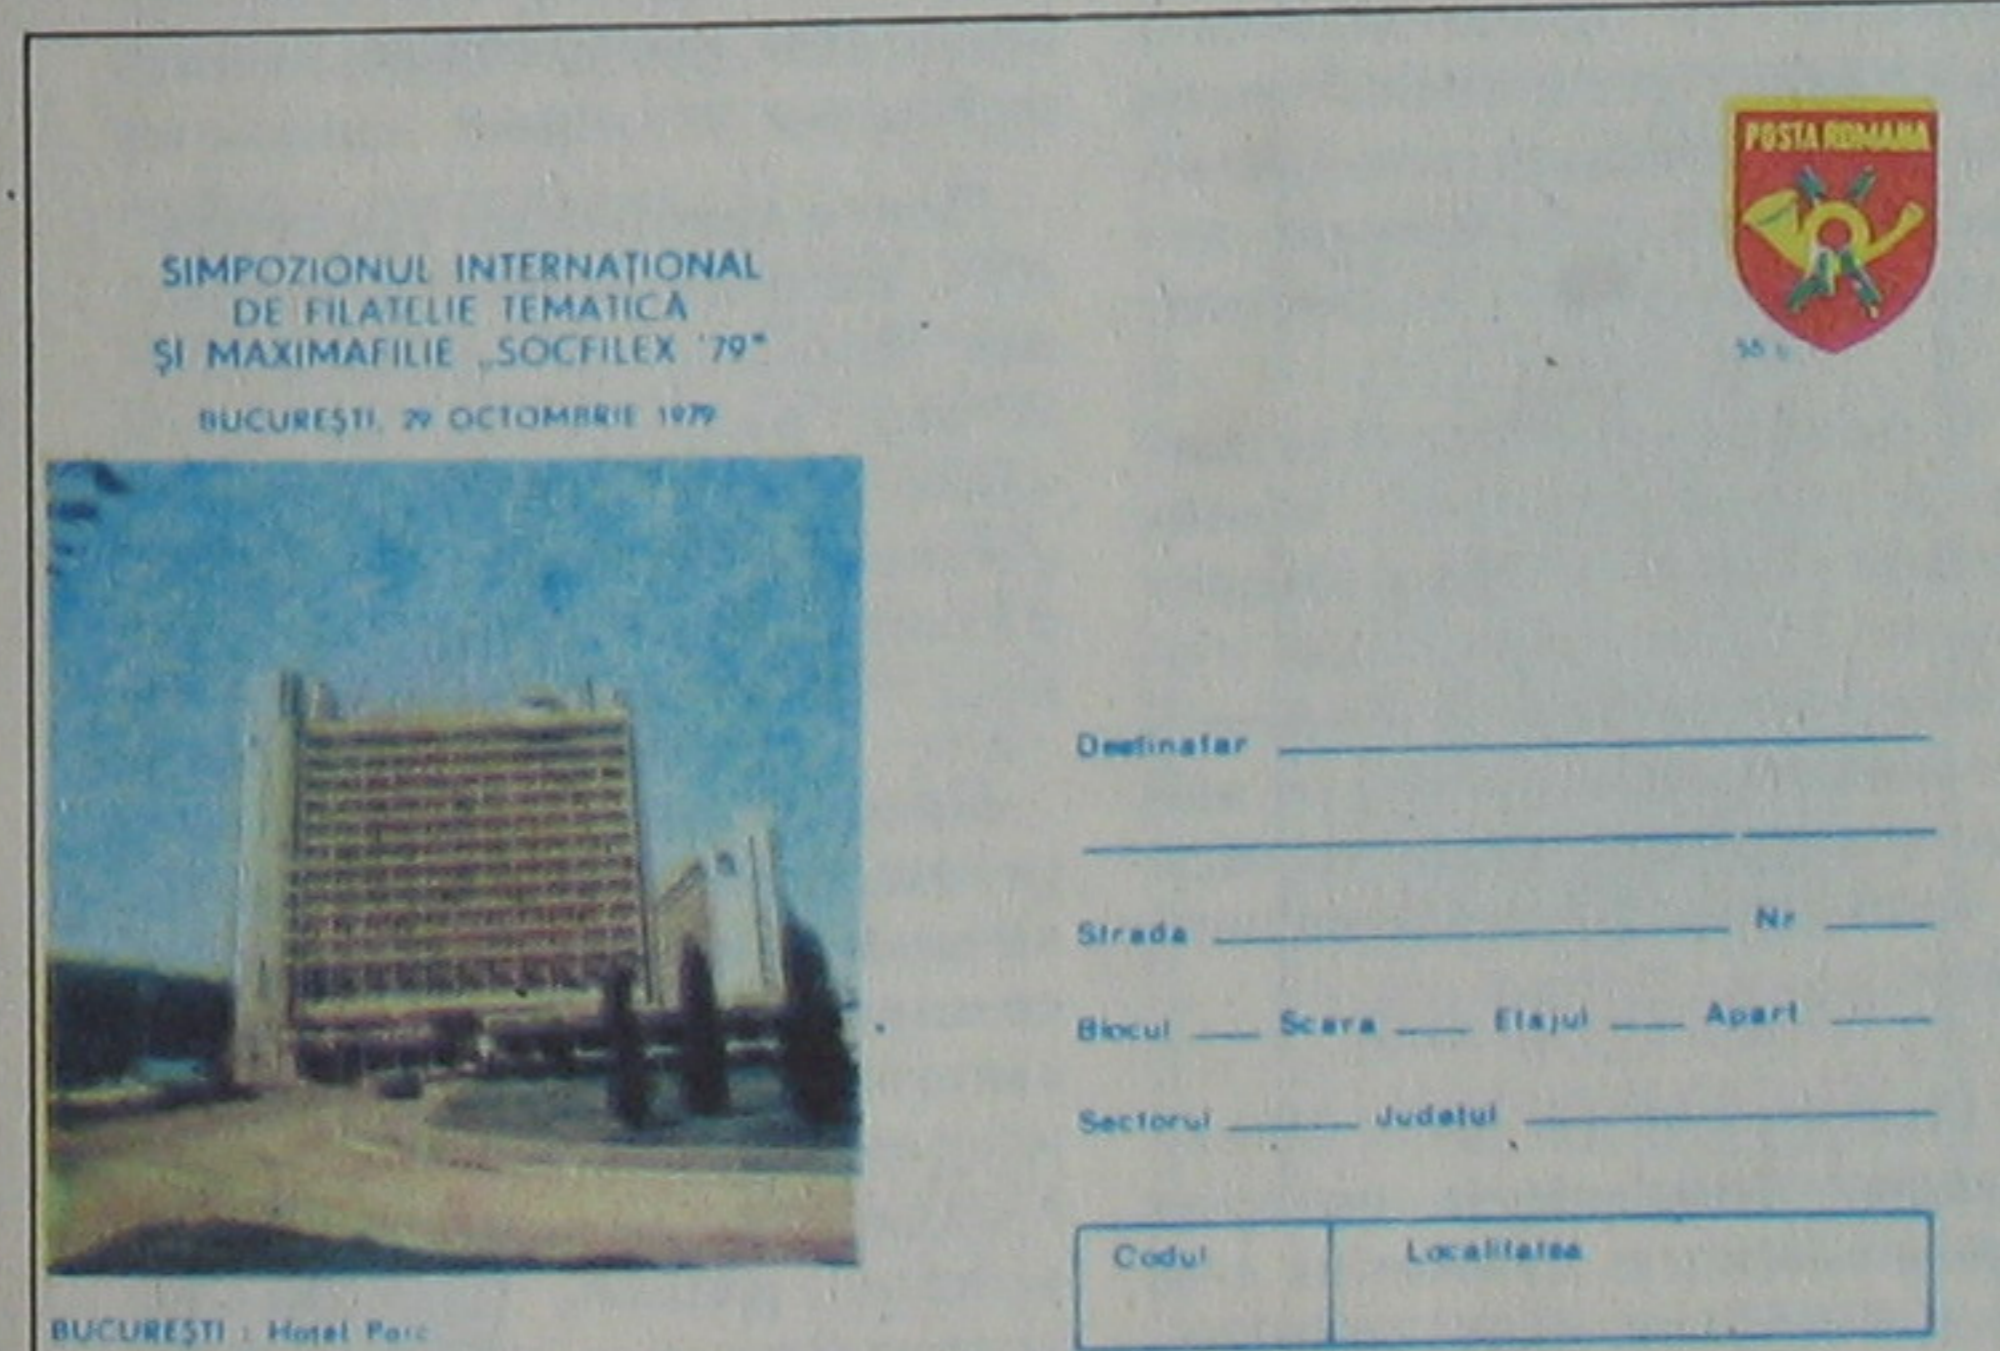 POSTA ROMANA
SIMPOZIONUL INTERNAȚIONAL
DE FILATELIE TEMATICĂ
ȘI MAXIMAFILIE „SOCFILEX '79"
55 L
BUCUREȘTI, 29 OCTOMBRIE 1979
Destinatar
Strada Nr
Blocul Scara Etajul Apart
Sectorul Județul
Codul Localitatea
BUCUREȘTI : Hotel Parc